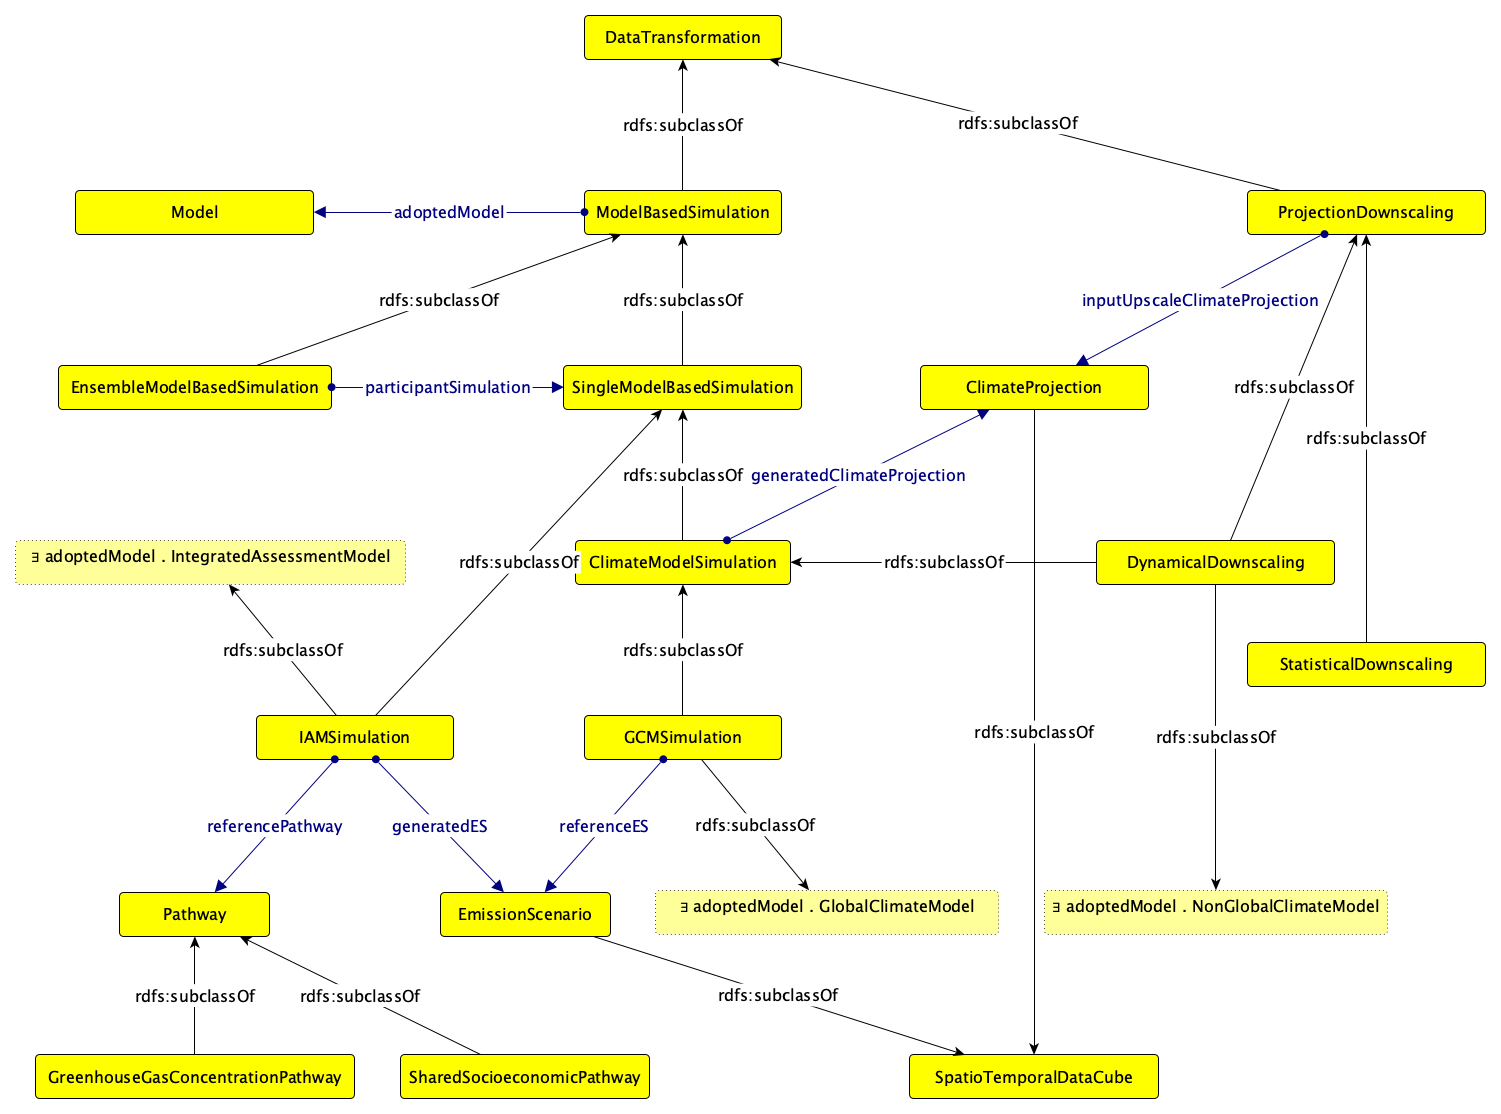 DataTransformation
rdfs:subclassOf
rdfs:subclassOf
Model
adoptedModel
ModelBasedSimulation
ProjectionDownscaling
rdfs:subclassOf
rdfs:subclassOf
inputUpscaleClimateProjection
EnsembleModelBasedSimulation
participantSimulation
SingleModelBasedSimulation
ClimateProjection
rdfs:subclassOf
rdfs:subclassOf
rdfs:subclassOf
generatedClimateProjection
∃ adoptedModel . IntegratedAssessmentModel
rdfs:subclassOf
ClimateModelSimulation
rdfs:subclassOf
DynamicalDownscaling
rdfs:subclassOf
rdfs:subclassOf
StatisticalDownscaling
IAMSimulation
GCMSimulation
rdfs:subclassOf
rdfs:subclassOf
referencePathway
generatedES
referenceES
rdfs:subclassOf
Pathway
EmissionScenario
∃ adoptedModel . GlobalClimateModel
∃ adoptedModel . NonGlobalClimateModel
rdfs:subclassOf
rdfs:subclassOf
rdfs:subclassOf
GreenhouseGasConcentrationPathway
SharedSocioeconomicPathway
SpatioTemporalDataCube